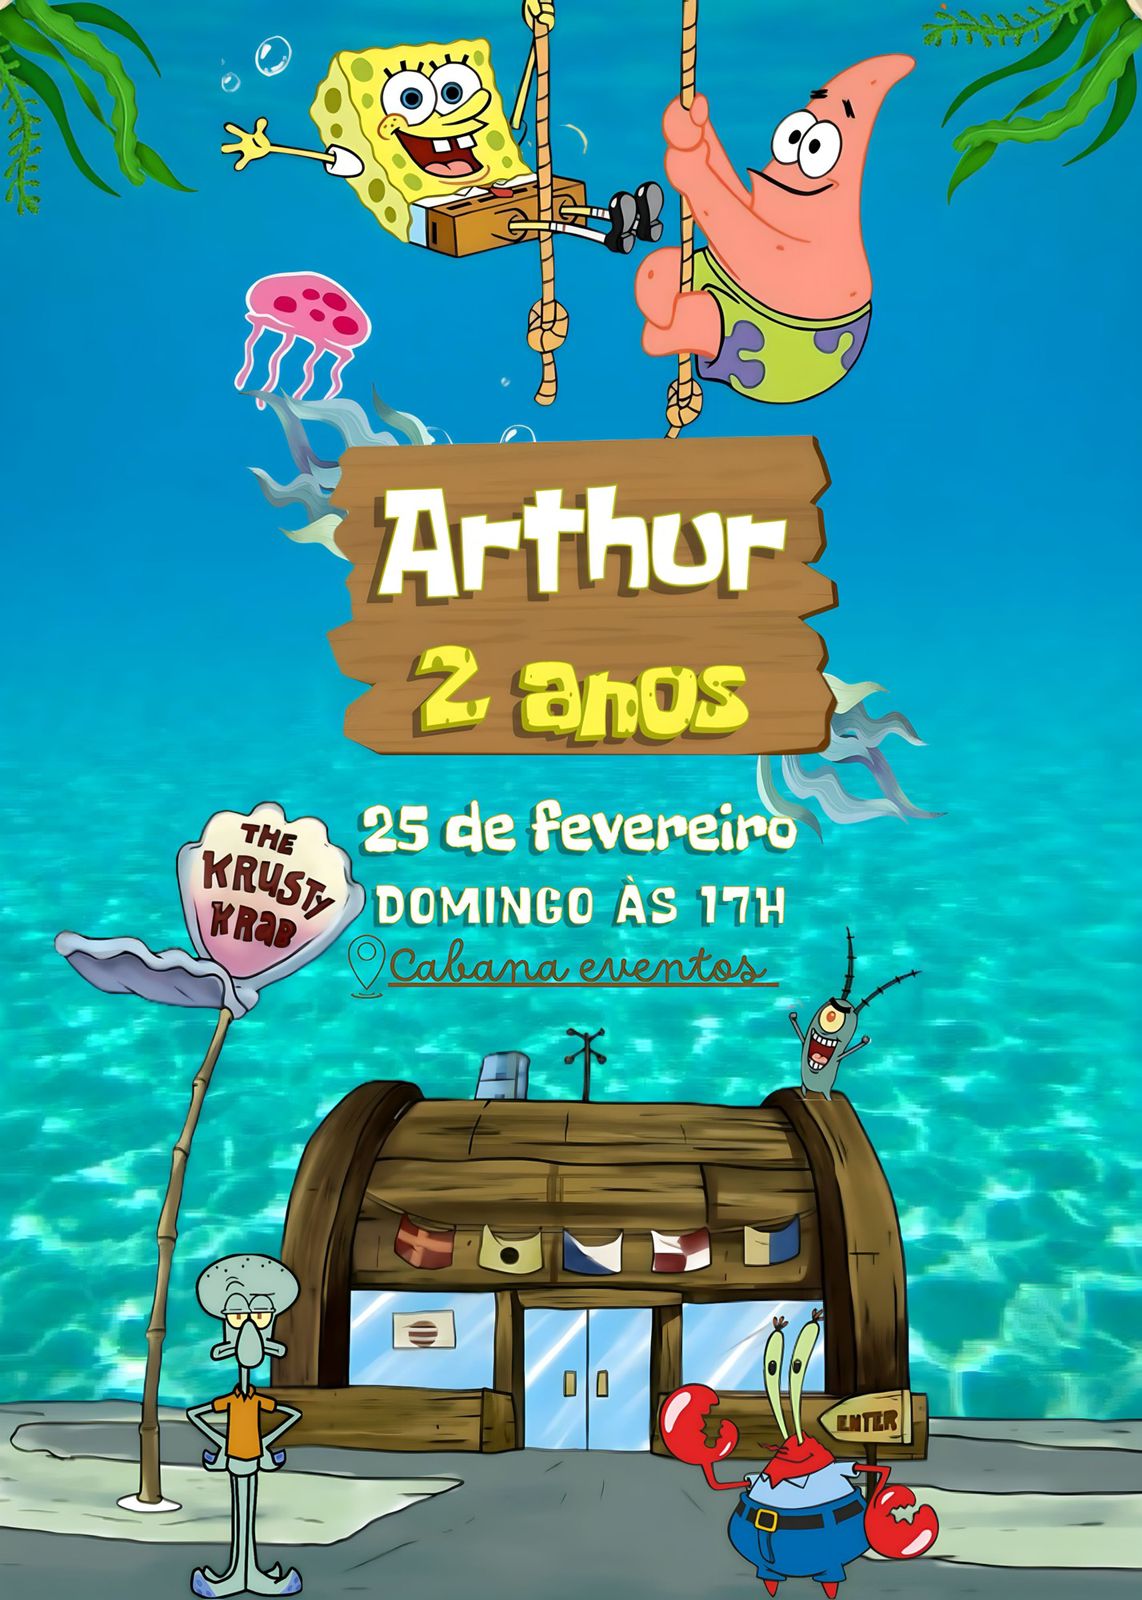 Arthur
2 anos
25 de fevereiro
DOMINGO ÀS 17H
Cabana eventos
THE
KRUSTY
KRAB
ENTER